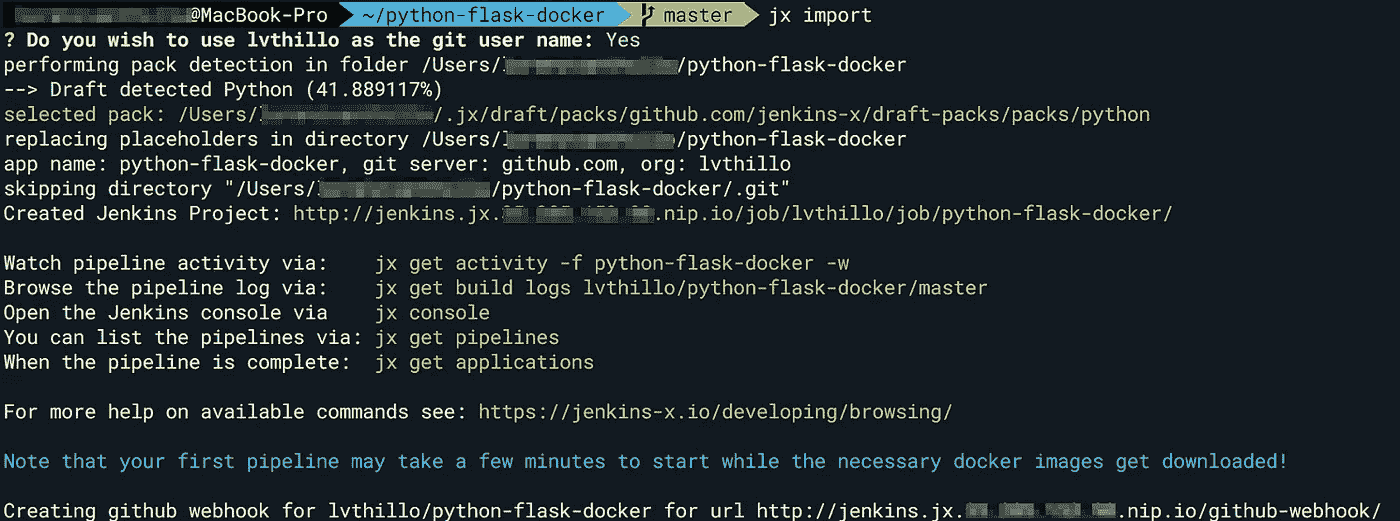 @MacBook-Pro ~/python-flask-docker master jx import
? Do you wish to use lvthillo as the git user name: Yes
performing pack detection in folder /Users/ /python-flask-docker
--> Draft detected Python (41.889117%)
selected pack: /Users/ /.jx/draft/packs/github.com/jenkins-x/draft-packs/packs/python
replacing placeholders in directory /Users/ /python-flask-docker
app name: python-flask-docker, git server: github.com, org: lvthillo
skipping directory "/Users/ /python-flask-docker/.git"
Created Jenkins Project: http://jenkins.jx. .nip.io/job/lvthillo/job/python-flask-docker/
Watch pipeline activity via: jx get activity -f python-flask-docker -w
Browse the pipeline log via: jx get build logs lvthillo/python-flask-docker/master
Open the Jenkins console via jx console
You can list the pipelines via: jx get pipelines
When the pipeline is complete: jx get applications
For more help on available commands see: https://jenkins-x.io/developing/browsing/
Note that your first pipeline may take a few minutes to start while the necessary docker images get downloaded!
Creating github webhook for lvthillo/python-flask-docker for url http://jenkins.jx. .nip.io/github-webhook/